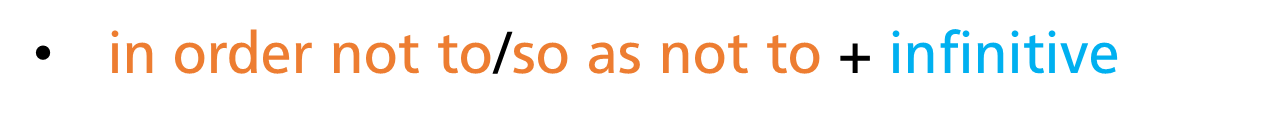 • in order not to/so as not to + infinitive